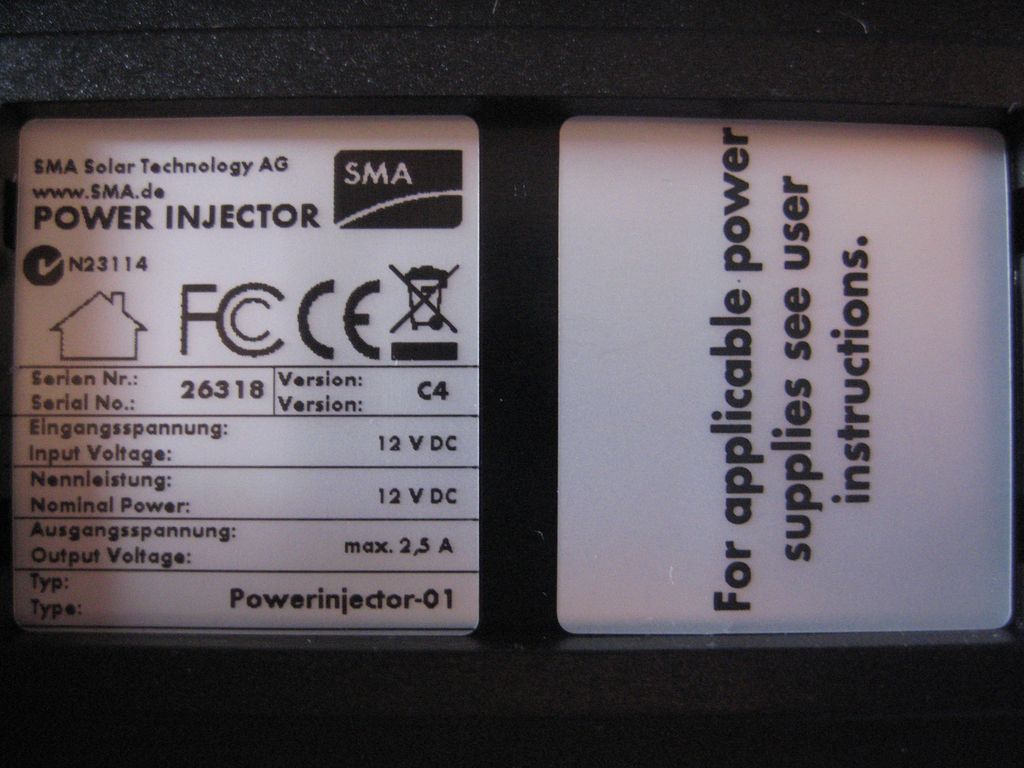 SMA Solar Technology AG
www.SMA.de
POWER INJECTOR
SMA
N23114
FC CE
Serien Nr.: 26318 Version: C4
Serial No.: Version:
Eingangsspannung: 12 V DC
Input Voltage:
Nennleistung: 12 V DC
Nominal Power:
Ausgangsspannung: max. 2,5 A
Output Voltage:
Typ: Powerinjector-01
Type:
For applicable power
supplies see user
instructions.